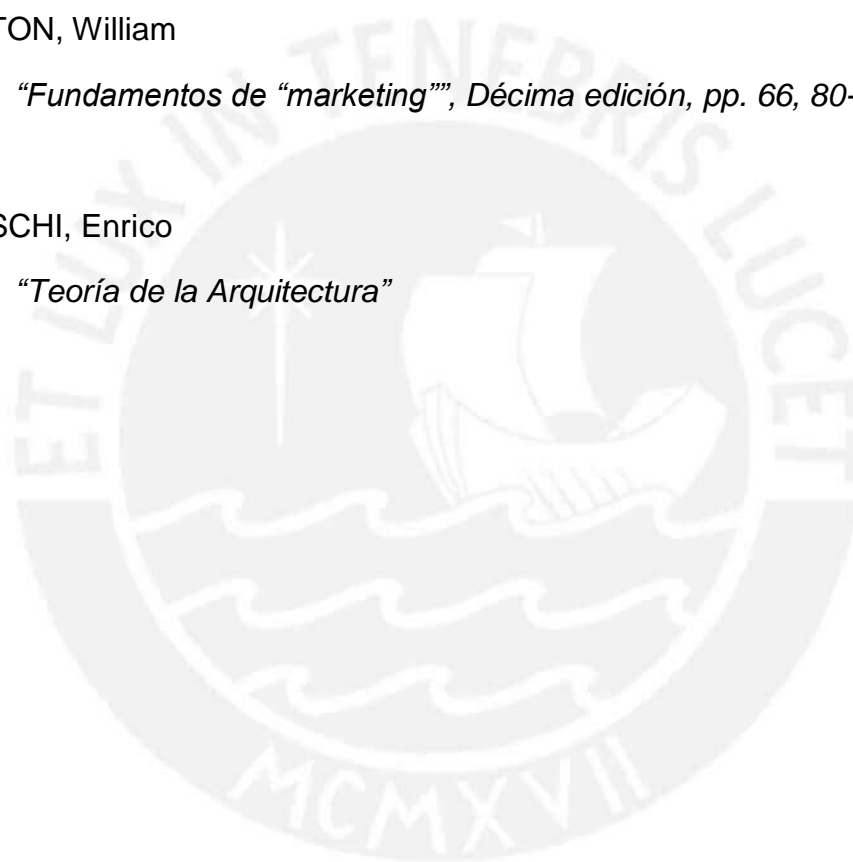 TON, William
“Fundamentos de “marketing””, Décima edición, pp. 66, 80-
SCHI, Enrico
“Teoría de la Arquitectura”
ET LUX IN TENEBRIS LUCET
MCMXVII